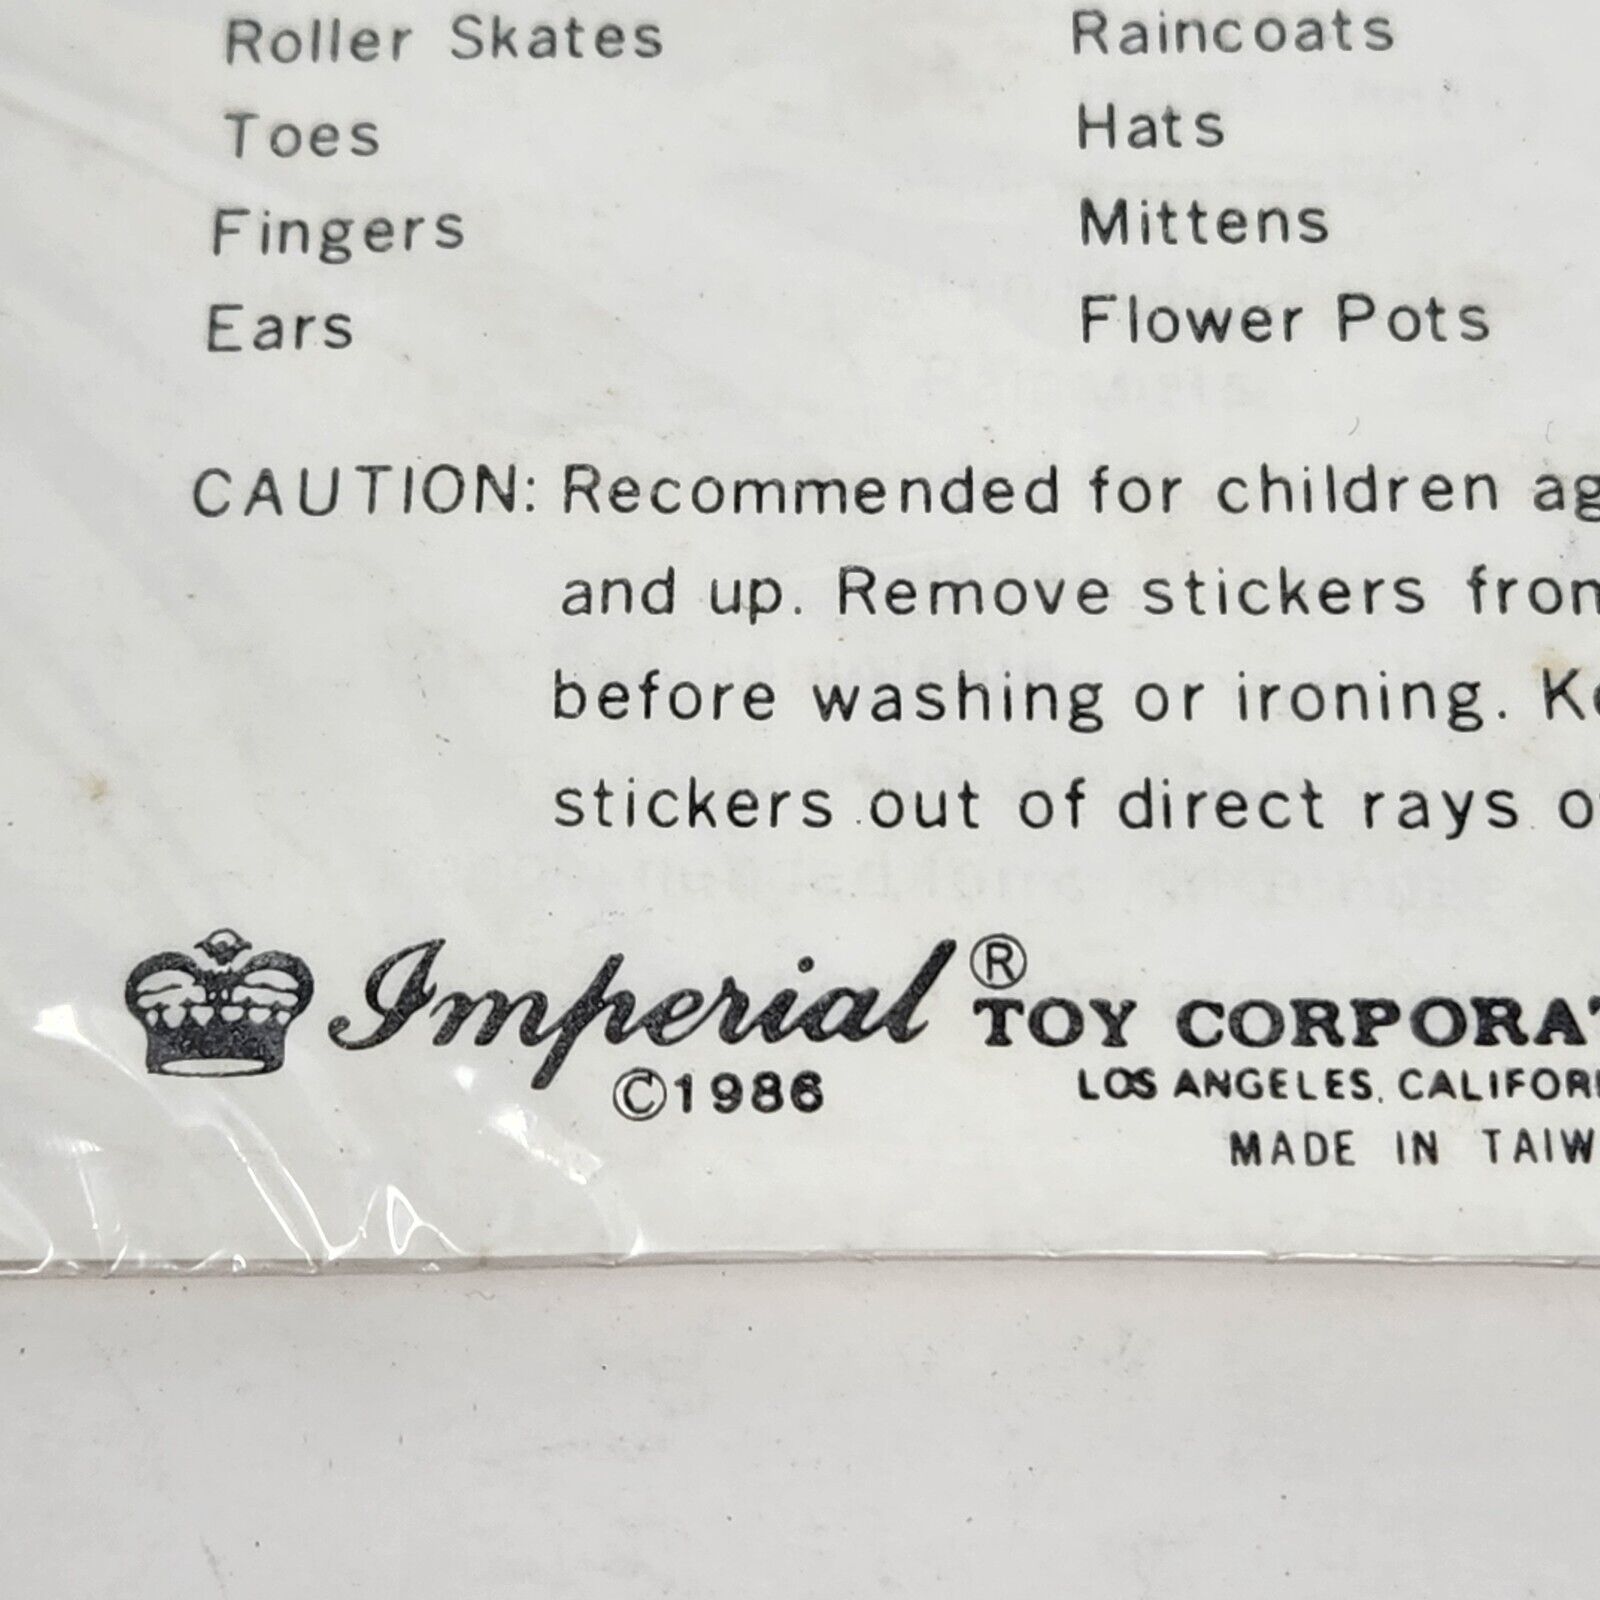 Roller Skates Raincoats
Toes Hats
Fingers Mittens
Ears Flower Pots
CAUTION: Recommended for children ag
and up. Remove stickers from
before washing or ironing. Ke
stickers out of direct rays o
Imperial ® TOY CORPORAT
©1986 LOS ANGELES, CALIFOR
MADE IN TAIW